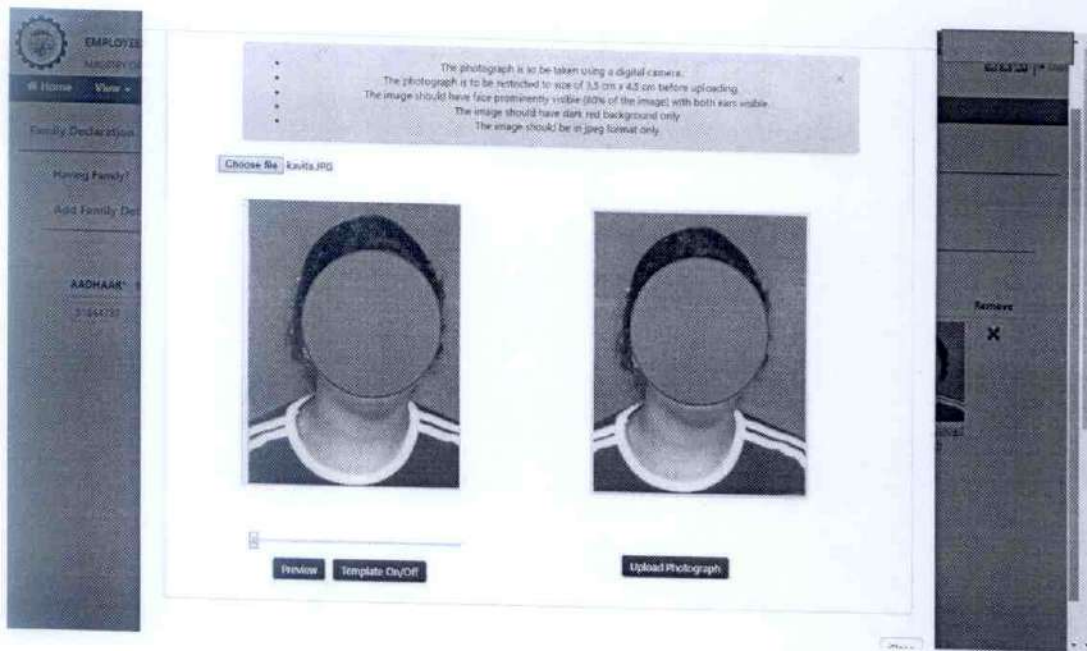 EMPLOYEE
MINISTRY OF
Home View
Family Declaration
Having Family?
Add Family Det
AADHAAR*
Remove
The photograph is to be taken using a digital camera.
The photograph is to be restricted to size of 3.5 cm x 4.5 cm before uploading.
The image should have face prominently visible (80% of the image) with both ears visible.
The image should have dark red background only
The image should be in jpeg format only
Choose file kavita.JPG
Preview
Template On/Off
Upload Photograph